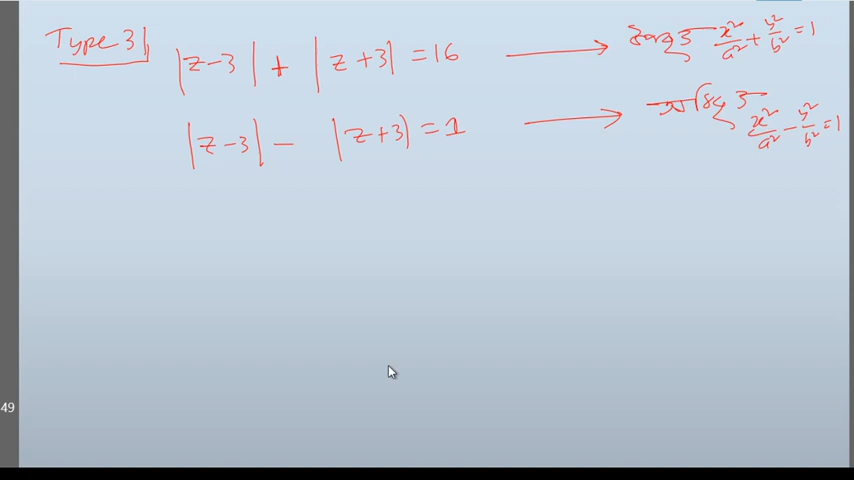 Type 3|
|z-3| + |z+3| = 16 ⟶ উপবৃত্ত x²/a² + y²/b² = 1
|z-3| - |z+3| = 1 ⟶ x²/a² - y²/b² = 1
49